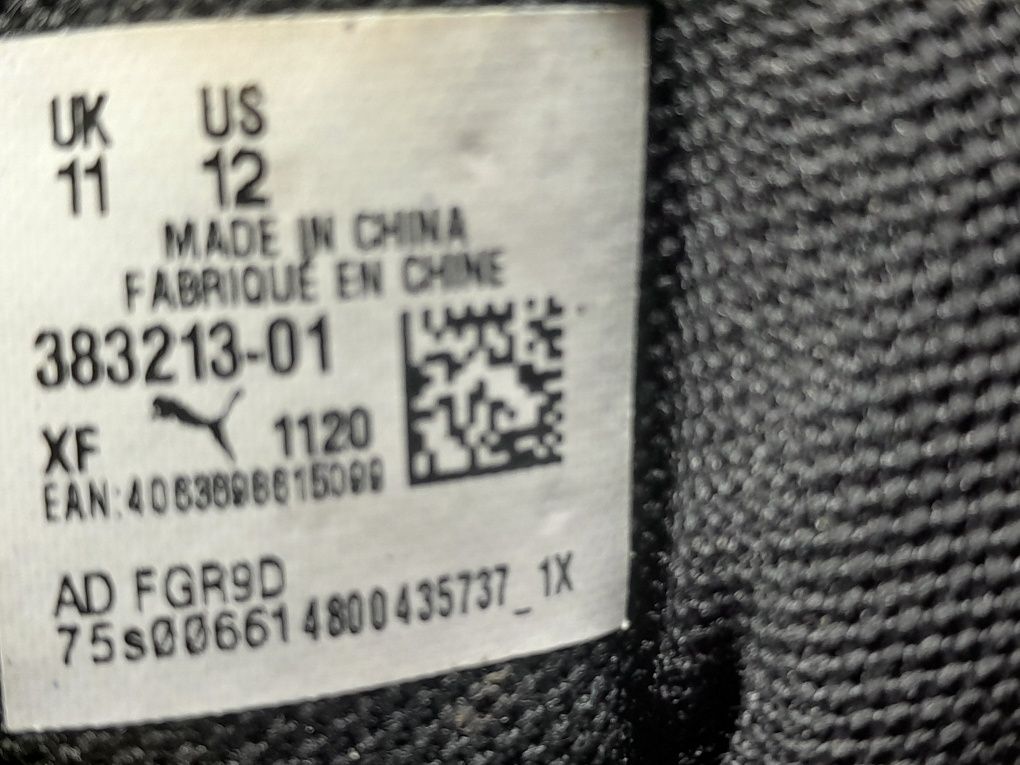 UK US
11 12
MADE IN CHINA
FABRIQUÉ EN CHINE
383213-01
XF 1120
EAN:4063698615099
AD FGR9D
75s00661 4800435737_1X